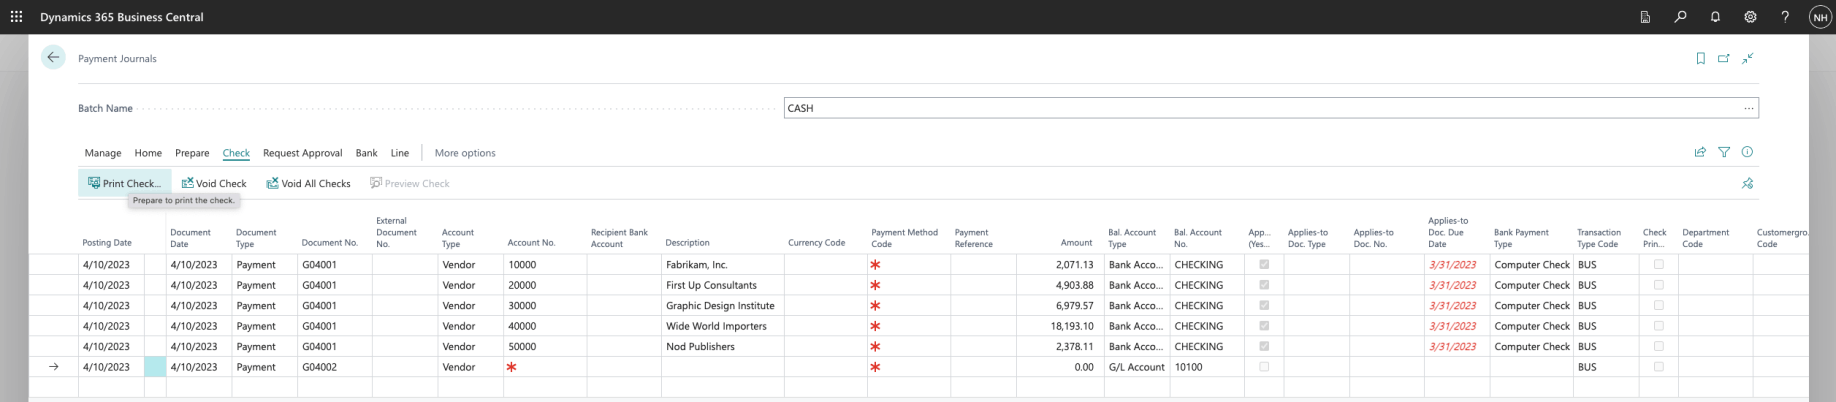 Dynamics 365 Business Central
NH
Payment Journals
Batch Name
CASH
Manage Home Prepare Check Request Approval Bank Line More options
Print Check... Void Check Void All Checks Preview Check
Prepare to print the check.
Posting Date Document Date Document Type Document No. External Document No. Account Type Account No. Recipient Bank Account Description Currency Code Payment Method Code Payment Reference Amount Bal. Account Type Bal. Account No. App... (Yes... Applies-to Doc. Type Applies-to Doc. No. Applies-to Doc. Due Date Bank Payment Type Transaction Type Code Check Prin... Department Code Customergro... Code
4/10/2023 4/10/2023 Payment G04001 Vendor 10000 Fabrikam, Inc. * 2,071.13 Bank Acco... CHECKING 3/31/2023 Computer Check BUS
4/10/2023 4/10/2023 Payment G04001 Vendor 20000 First Up Consultants * 4,903.88 Bank Acco... CHECKING 3/31/2023 Computer Check BUS
4/10/2023 4/10/2023 Payment G04001 Vendor 30000 Graphic Design Institute * 6,979.57 Bank Acco... CHECKING 3/31/2023 Computer Check BUS
4/10/2023 4/10/2023 Payment G04001 Vendor 40000 Wide World Importers * 18,193.10 Bank Acco... CHECKING 3/31/2023 Computer Check BUS
4/10/2023 4/10/2023 Payment G04001 Vendor 50000 Nod Publishers * 2,378.11 Bank Acco... CHECKING 3/31/2023 Computer Check BUS
→ 4/10/2023 4/10/2023 Payment G04002 Vendor * * 0.00 G/L Account 10100 BUS